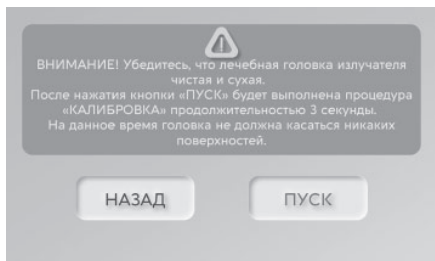 ВНИМАНИЕ! Убедитесь, что лечебная головка излучателя
чистая и сухая.
После нажатия кнопки «ПУСК» будет выполнена процедура
«КАЛИБРОВКА» продолжительностью 3 секунды.
На данное время головка не должна касаться никаких
поверхностей.
НАЗАД ПУСК